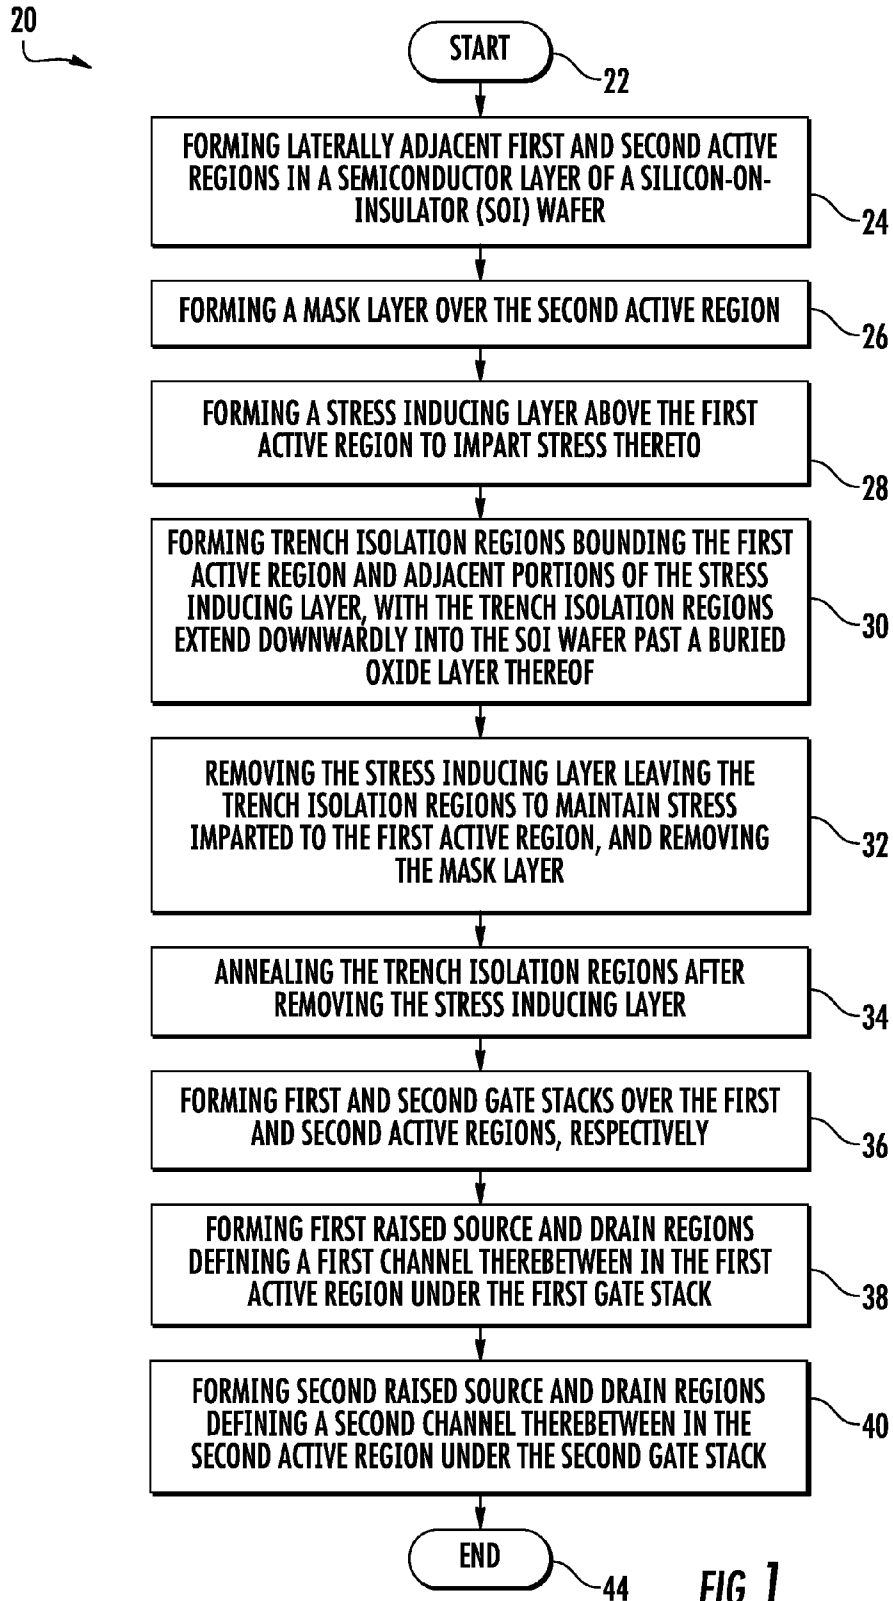 20
START
22
FORMING LATERALLY ADJACENT FIRST AND SECOND ACTIVE
REGIONS IN A SEMICONDUCTOR LAYER OF A SILICON-ON-
INSULATOR (SOI) WAFER
24
FORMING A MASK LAYER OVER THE SECOND ACTIVE REGION
26
FORMING A STRESS INDUCING LAYER ABOVE THE FIRST
ACTIVE REGION TO IMPART STRESS THERETO
28
FORMING TRENCH ISOLATION REGIONS BOUNDING THE FIRST
ACTIVE REGION AND ADJACENT PORTIONS OF THE STRESS
INDUCING LAYER, WITH THE TRENCH ISOLATION REGIONS
EXTEND DOWNWARDLY INTO THE SOI WAFER PAST A BURIED
OXIDE LAYER THEREOF
30
REMOVING THE STRESS INDUCING LAYER LEAVING THE
TRENCH ISOLATION REGIONS TO MAINTAIN STRESS
IMPARTED TO THE FIRST ACTIVE REGION, AND REMOVING
THE MASK LAYER
32
ANNEALING THE TRENCH ISOLATION REGIONS AFTER
REMOVING THE STRESS INDUCING LAYER
34
FORMING FIRST AND SECOND GATE STACKS OVER THE FIRST
AND SECOND ACTIVE REGIONS, RESPECTIVELY
36
FORMING FIRST RAISED SOURCE AND DRAIN REGIONS
DEFINING A FIRST CHANNEL THEREBETWEEN IN THE FIRST
ACTIVE REGION UNDER THE FIRST GATE STACK
38
FORMING SECOND RAISED SOURCE AND DRAIN REGIONS
DEFINING A SECOND CHANNEL THEREBETWEEN IN THE
SECOND ACTIVE REGION UNDER THE SECOND GATE STACK
40
END
44
FIG 1